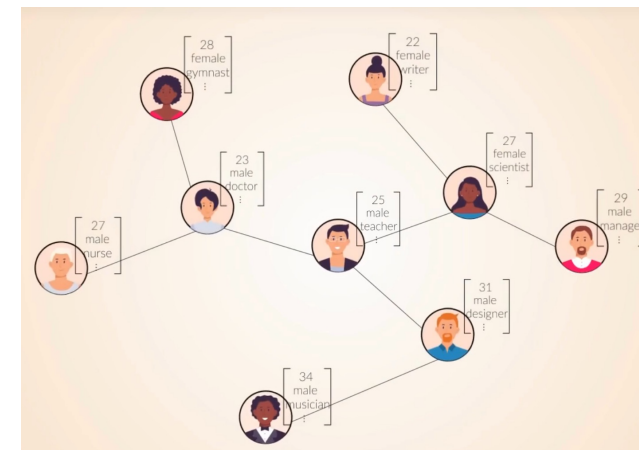 28
female
gymnast
⋮
22
female
writer
⋮
23
male
doctor
⋮
27
female
scientist
⋮
25
male
teacher
⋮
29
male
manage
27
male
nurse
⋮
31
male
designer
⋮
34
male
musician
⋮